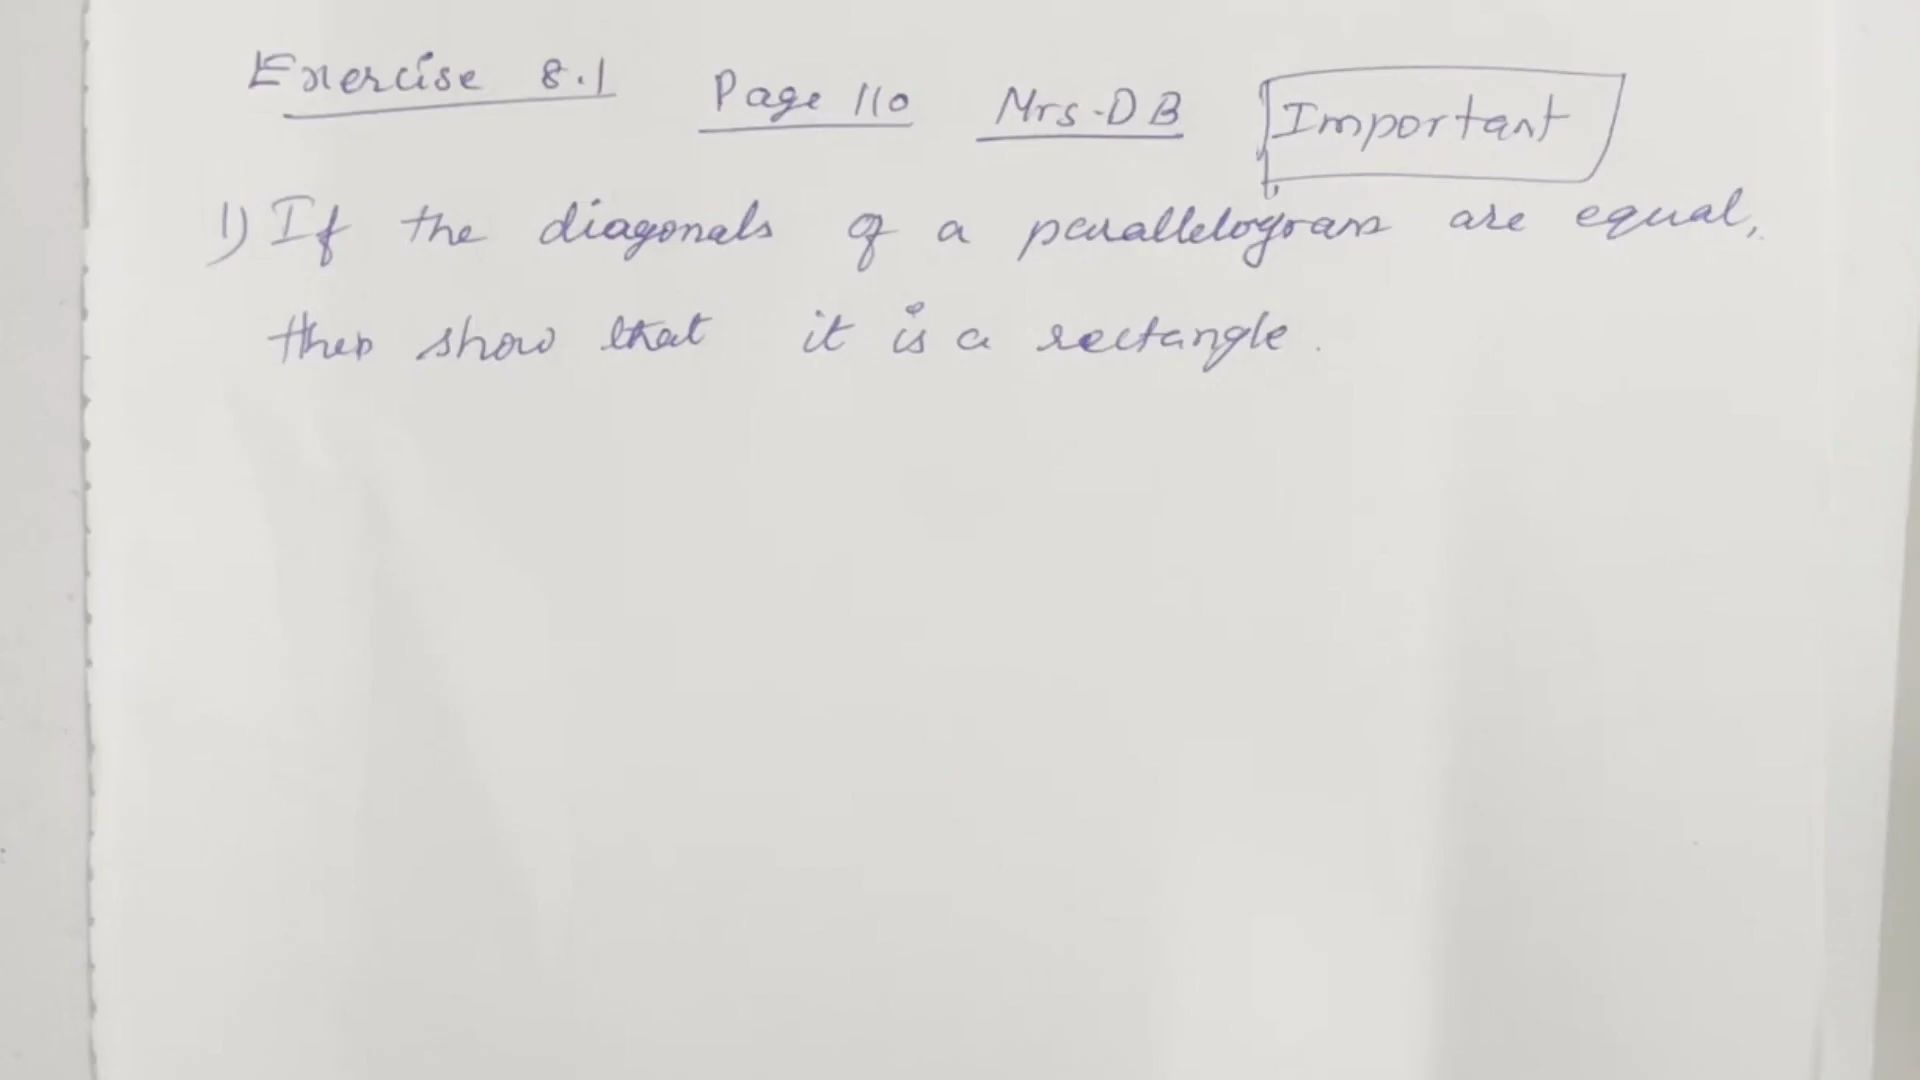 Exercise 8.1 Page 110 Mrs-DB Important
1) If the diagonals of a parallelogram are equal,
then show that it is a rectangle.